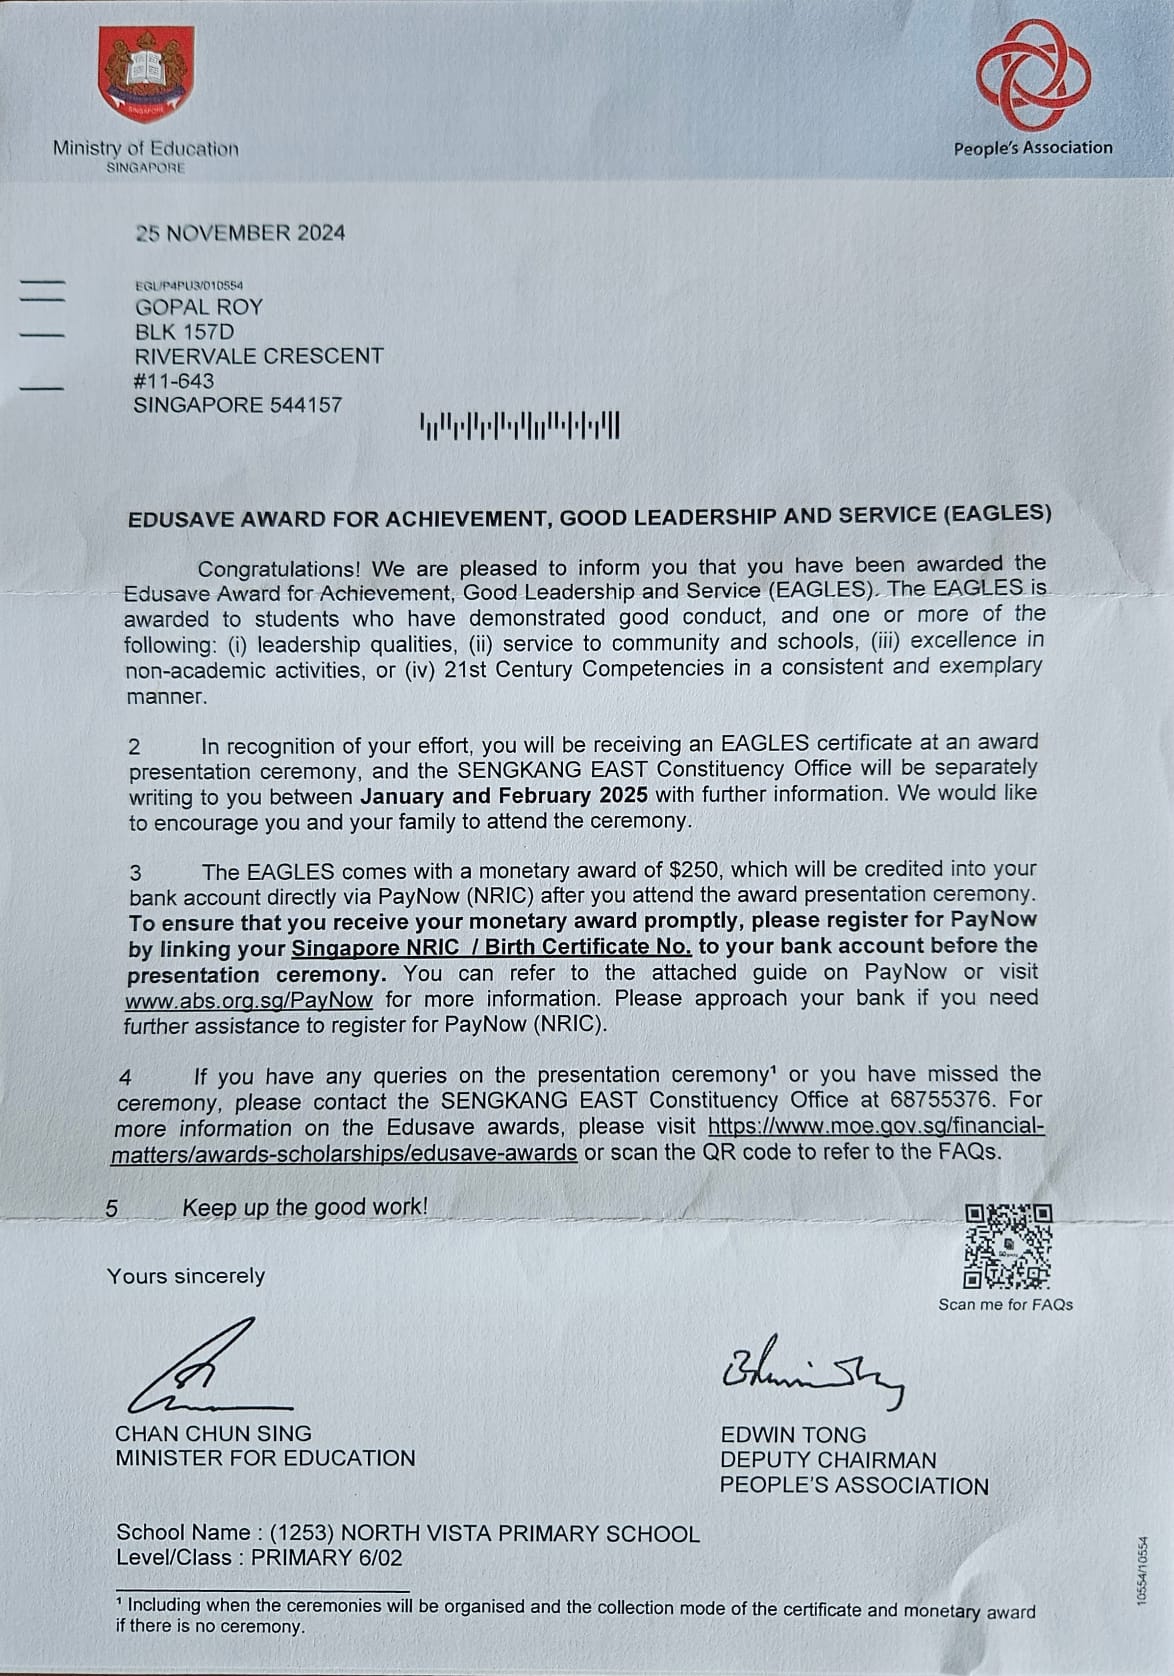 Ministry of Education
SINGAPORE
People's Association
25 NOVEMBER 2024
EGL/P4PU3/010554
GOPAL ROY
BLK 157D
RIVERVALE CRESCENT
#11-643
SINGAPORE 544157
EDUSAVE AWARD FOR ACHIEVEMENT, GOOD LEADERSHIP AND SERVICE (EAGLES)
Congratulations! We are pleased to inform you that you have been awarded the
Edusave Award for Achievement, Good Leadership and Service (EAGLES). The EAGLES is
awarded to students who have demonstrated good conduct, and one or more of the
following: (i) leadership qualities, (ii) service to community and schools, (iii) excellence in
non-academic activities, or (iv) 21st Century Competencies in a consistent and exemplary
manner.
2 In recognition of your effort, you will be receiving an EAGLES certificate at an award
presentation ceremony, and the SENGKANG EAST Constituency Office will be separately
writing to you between January and February 2025 with further information. We would like
to encourage you and your family to attend the ceremony.
3 The EAGLES comes with a monetary award of $250, which will be credited into your
bank account directly via PayNow (NRIC) after you attend the award presentation ceremony.
To ensure that you receive your monetary award promptly, please register for PayNow
by linking your Singapore NRIC / Birth Certificate No. to your bank account before the
presentation ceremony. You can refer to the attached guide on PayNow or visit
www.abs.org.sg/PayNow for more information. Please approach your bank if you need
further assistance to register for PayNow (NRIC).
4 If you have any queries on the presentation ceremony¹ or you have missed the
ceremony, please contact the SENGKANG EAST Constituency Office at 68755376. For
more information on the Edusave awards, please visit https://www.moe.gov.sg/financial-
matters/awards-scholarships/edusave-awards or scan the QR code to refer to the FAQs.
5 Keep up the good work!
Yours sincerely
Scan me for FAQs
CHAN CHUN SING
MINISTER FOR EDUCATION
EDWIN TONG
DEPUTY CHAIRMAN
PEOPLE'S ASSOCIATION
School Name : (1253) NORTH VISTA PRIMARY SCHOOL
Level/Class : PRIMARY 6/02
¹ Including when the ceremonies will be organised and the collection mode of the certificate and monetary award
if there is no ceremony.
10554/10554